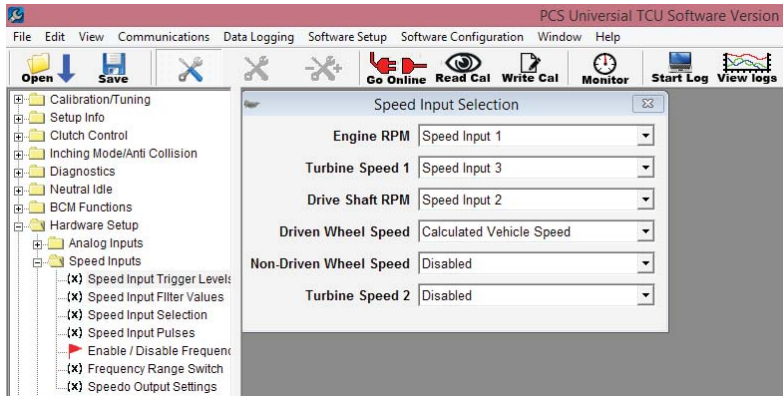 PCS Universial TCU Software Version
File Edit View Communications Data Logging Software Setup Software Configuration Window Help
Open Save Go Online Read Cal Write Cal Monitor Start Log View logs
Calibration/Tuning
Setup Info
Clutch Control
Inching Mode/Anti Collision
Diagnostics
Neutral Idle
BCM Functions
Hardware Setup
Analog Inputs
Speed Inputs
(x) Speed Input Trigger Levels
(x) Speed Input FIlter Values
(x) Speed Input Selection
(x) Speed Input Pulses
Enable / Disable Frequenc
(x) Frequency Range Switch
(x) Speedo Output Settings
Speed Input Selection
Engine RPM Speed Input 1
Turbine Speed 1 Speed Input 3
Drive Shaft RPM Speed Input 2
Driven Wheel Speed Calculated Vehicle Speed
Non-Driven Wheel Speed Disabled
Turbine Speed 2 Disabled